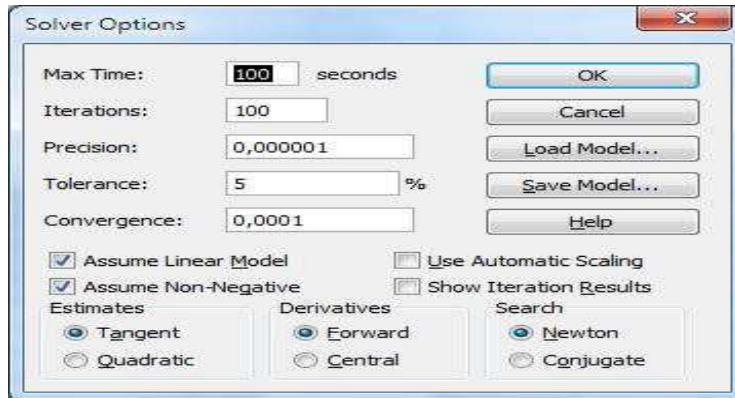 Solver Options
Max Time: 100 seconds OK
Iterations: 100 Cancel
Precision: 0,000001 Load Model...
Tolerance: 5 % Save Model...
Convergence: 0,0001 Help
Assume Linear Model Use Automatic Scaling
Assume Non-Negative Show Iteration Results
Estimates Derivatives Search
Tangent Forward Newton
Quadratic Central Conjugate